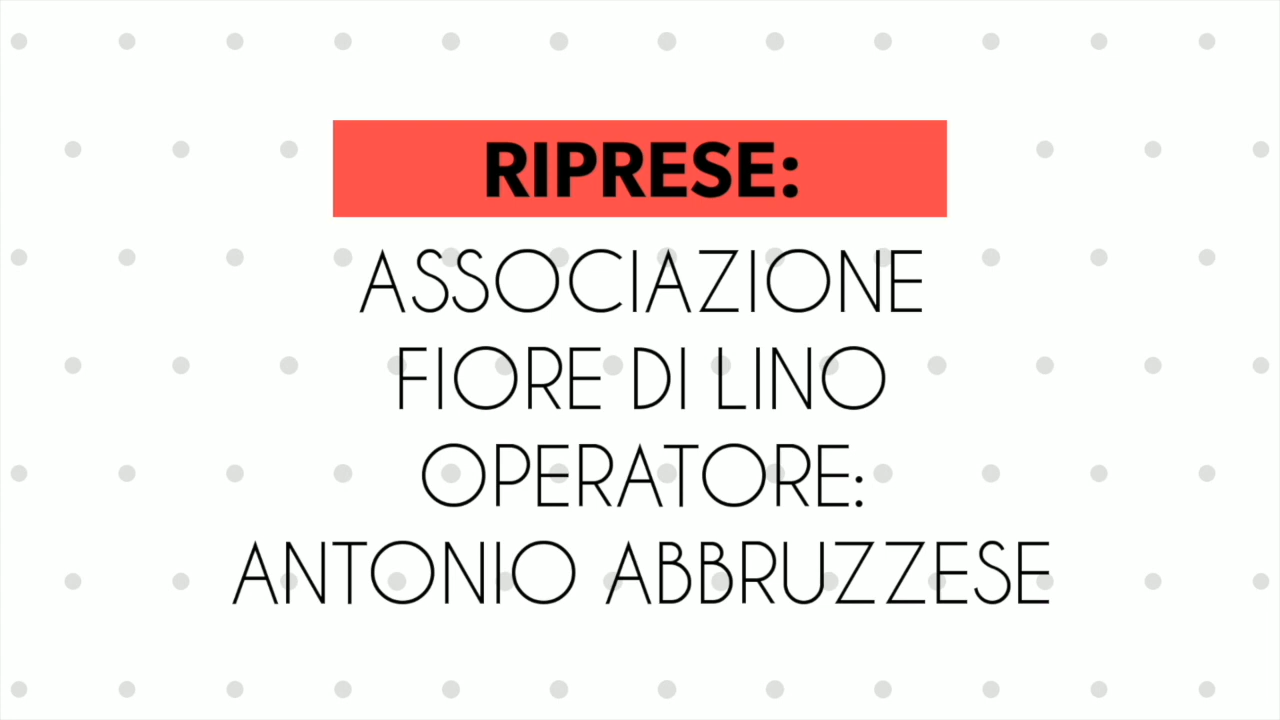 RIPRESE:
ASSOCIAZIONE
FIORE DI LINO
OPERATORE:
ANTONIO ABBRUZZESE